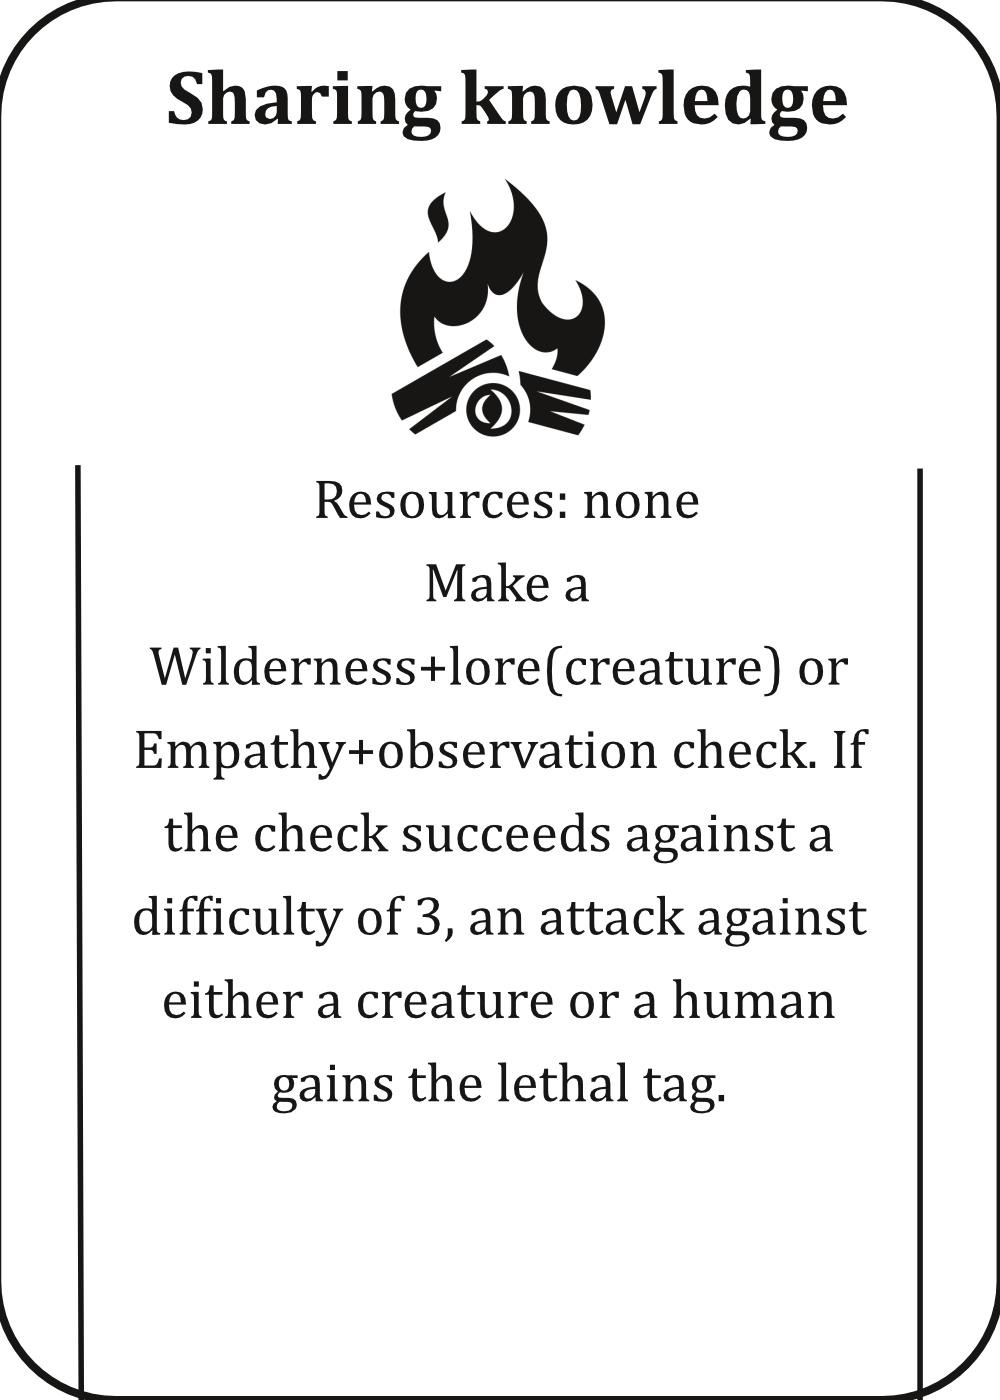 Sharing knowledge
Resources: none
Make a
Wilderness+lore(creature) or
Empathy+observation check. If
the check succeeds against a
difficulty of 3, an attack against
either a creature or a human
gains the lethal tag.